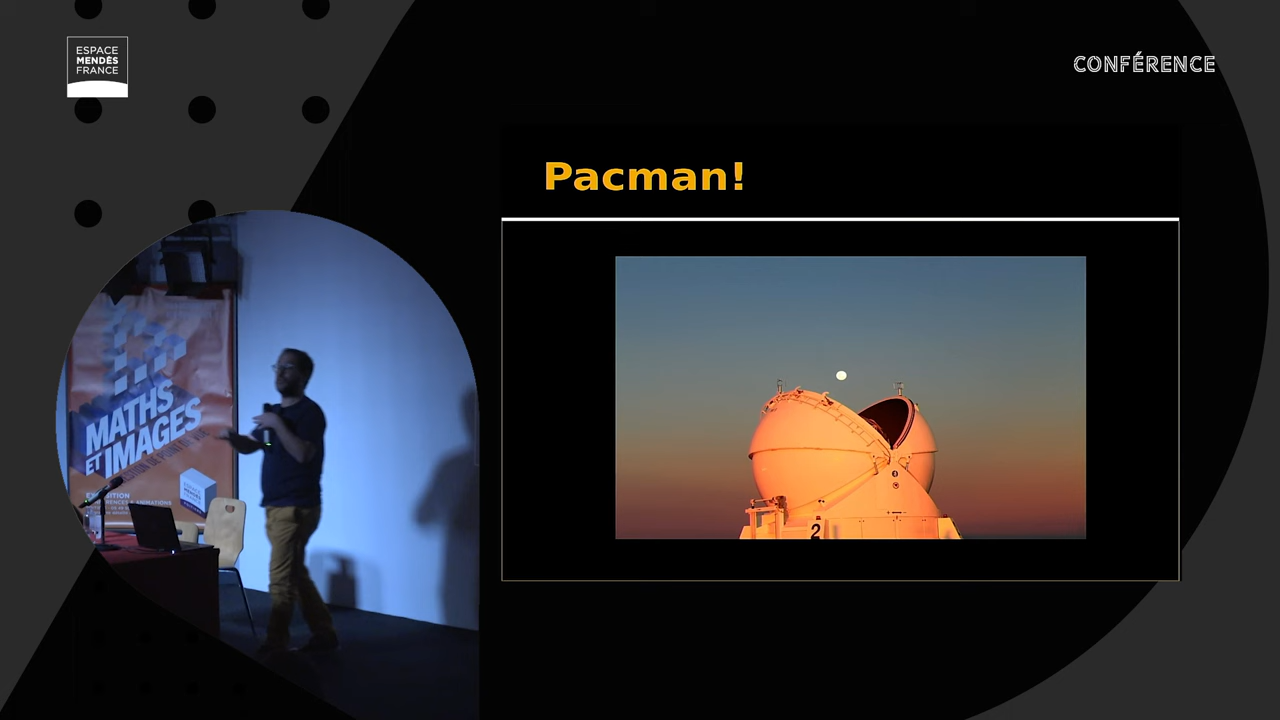 ESPACE
MENDÈS
FRANCE
CONFÉRENCE
Pacman!
2
MATHS
ET IMAGES